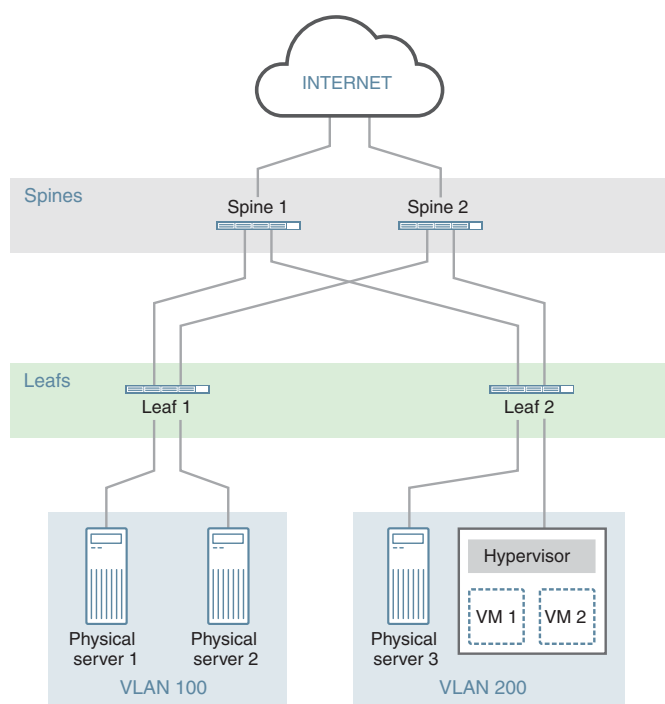 INTERNET
Spines
Spine 1
Spine 2
Leafs
Leaf 1
Leaf 2
Physical
server 1
Physical
server 2
VLAN 100
Physical
server 3
Hypervisor
VM 1
VM 2
VLAN 200